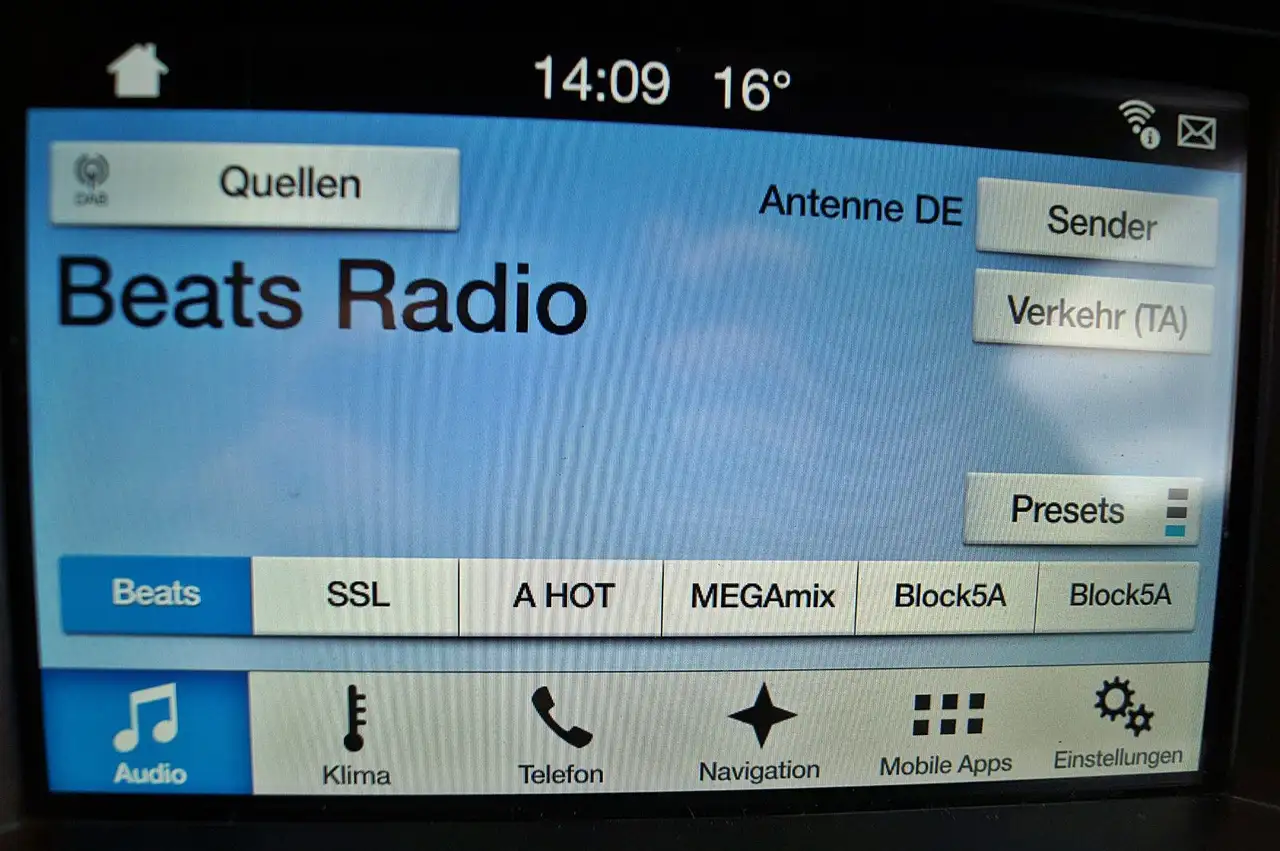 14:09 16°
DAB Quellen
Antenne DE Sender
Beats Radio
Verkehr (TA)
Presets
Beats SSL A HOT MEGAmix Block5A Block5A
Audio Klima Telefon Navigation Mobile Apps Einstellungen